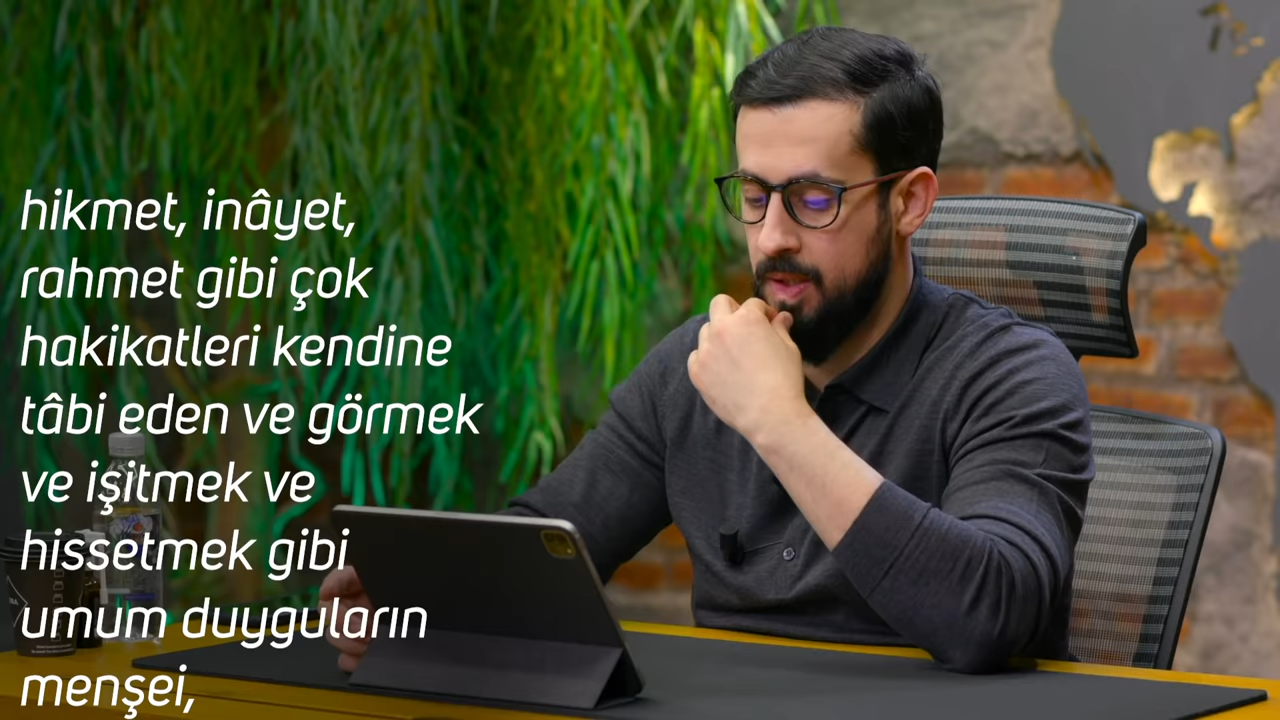 hikmet, inâyet,
rahmet gibi çok
hakikatleri kendine
tâbi eden ve görmek
ve işitmek ve
hissetmek gibi
umum duyguların
menşei,